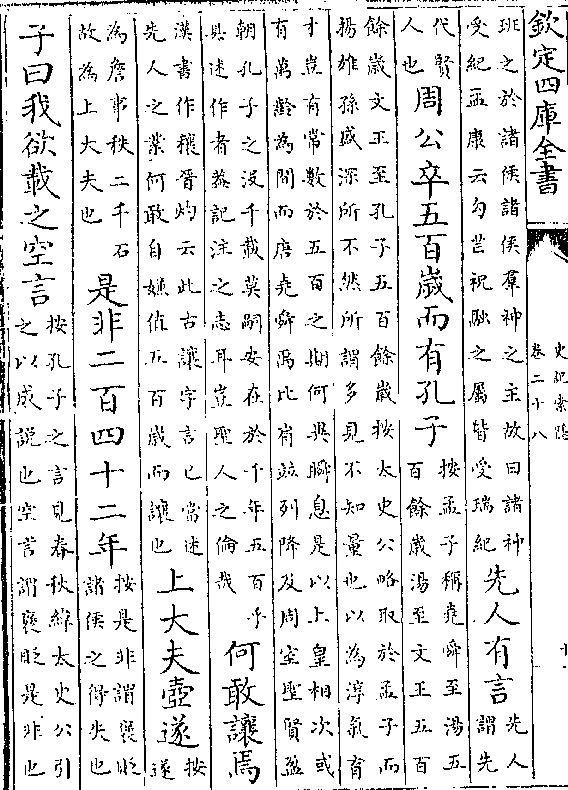 欽定四庫全書
史記索隱
卷二十八
十一
班之於諸侯諸侯羣神之主故曰諸神
受紀孟康云勾芒祝融之屬皆受瑞紀
先人有言
先人
謂先
代賢
人也
周公卒五百歲而有孔子
按孟子稱堯舜至湯五
百餘歲湯至文王五百
餘歲文王至孔子五百餘歲按太史公略取於孟子而
揚雄孫盛深所不然所謂多見不知量也以為淳氣育
才豈有常數於五百之期何異瞬息是以上皇相次或
有萬齡為間而唐堯舜禹比肩竝列降及周室聖賢盈
朝孔子之没千載莫嗣安在於千年五百乎
具述作者蓋記注之志耳豈聖人之倫哉
何敢讓焉
漢書作穰晉灼云此古讓字言己當述
先人之業何敢自嫌值五百歲而讓也
上大夫壺遂
按
遂
為詹事秩二千石
故為上大夫也
是非二百四十二年
按是非謂襃貶
諸侯之得失也
子曰我欲載之空言
按孔子之言見春秋緯太史公引
之以成説也空言謂襃貶是非也